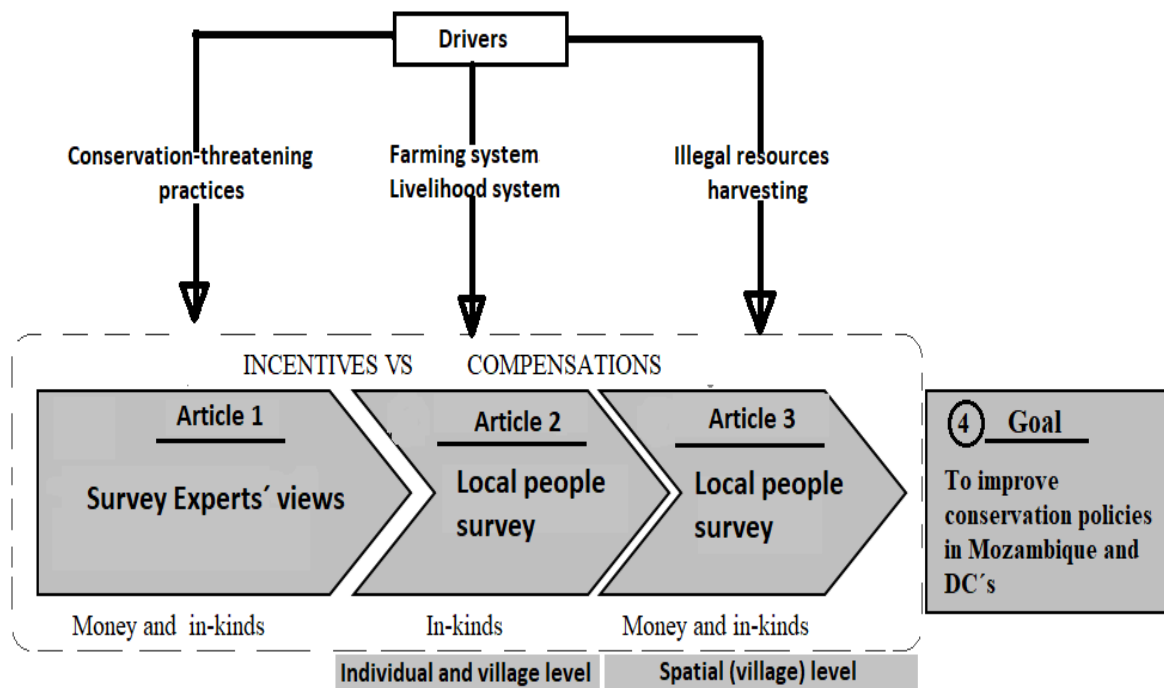 Drivers
Conservation-threatening
practices
Farming system
Livelihood system
Illegal resources
harvesting
INCENTIVES VS COMPENSATIONS
Article 1
Survey Experts´ views
Article 2
Local people
survey
Article 3
Local people
survey
4 Goal
To improve
conservation policies
in Mozambique and
DC´s
Money and in-kinds
In-kinds
Money and in-kinds
Individual and village level
Spatial (village) level